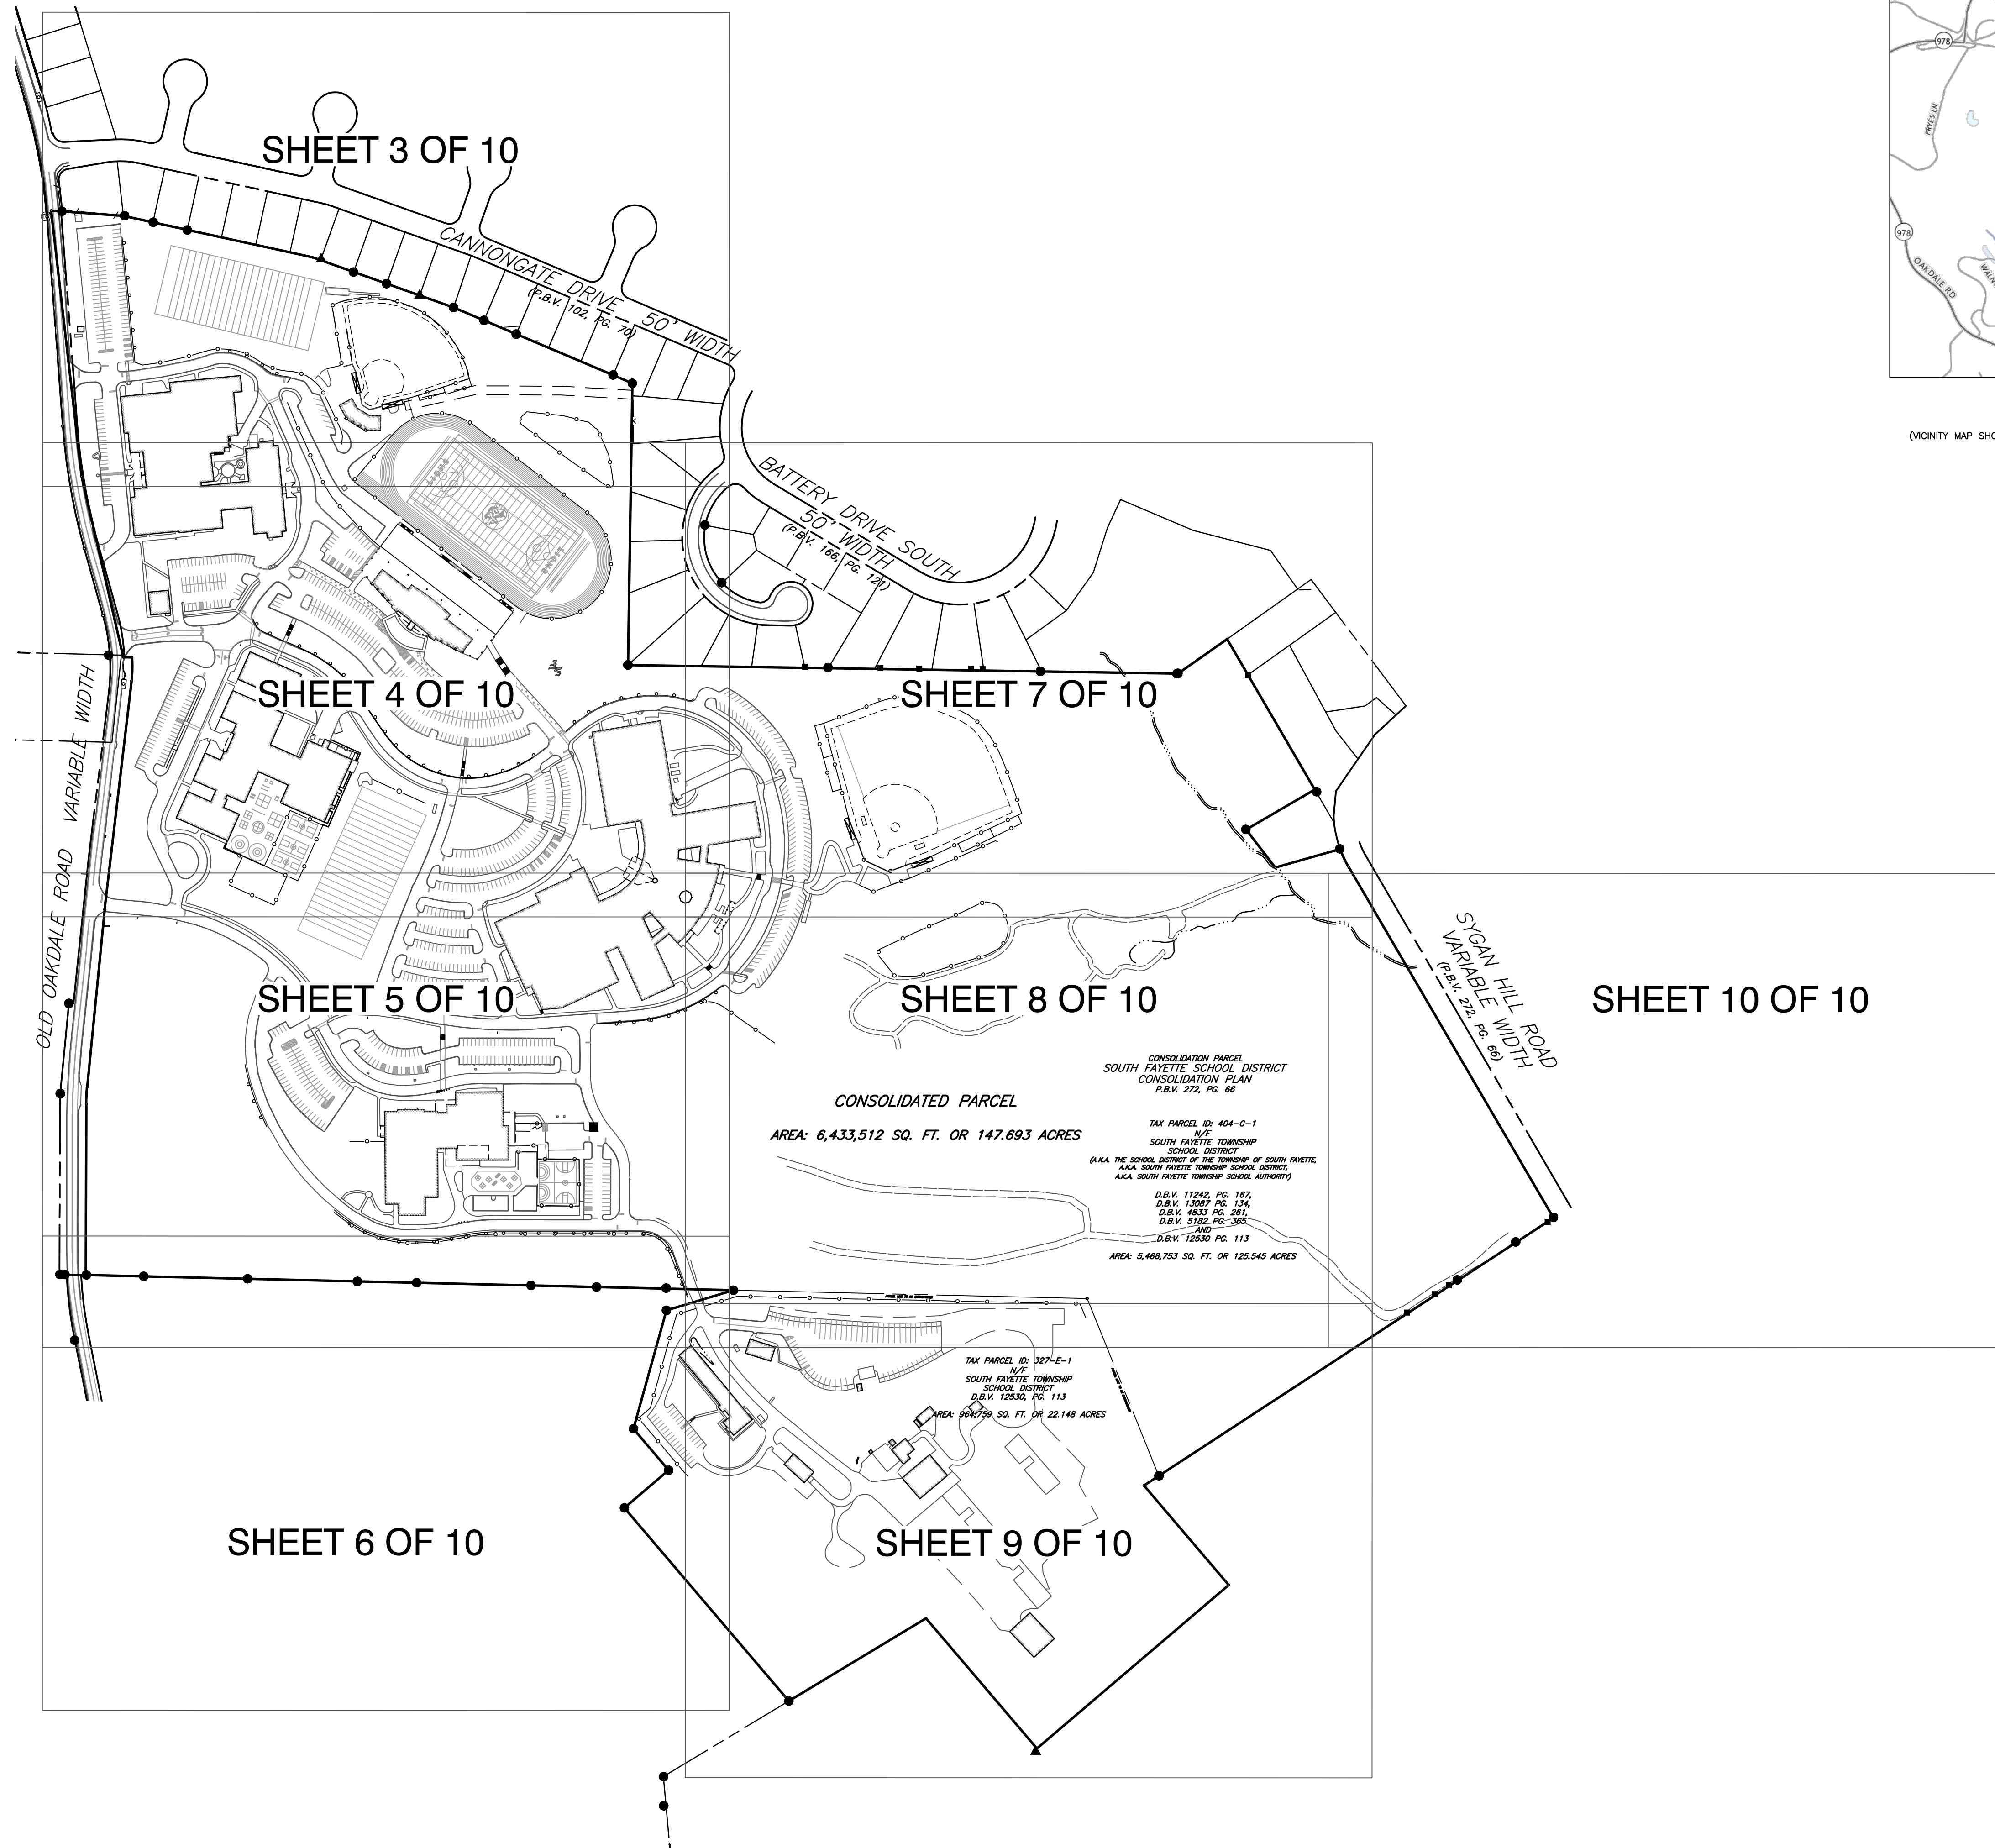 SHEET 3 OF 10
CANNONGATE DRIVE 50' WIDTH
(P.B.V. 102, PG. 70)
978
FRYES LN
978
OAKDALE RD
(VICINITY MAP
BATTERY DRIVE SOUTH
50' WIDTH
(P.B.V. 166, PG. 121)
LIONS
LIONS
SHEET 4 OF 10
SHEET 7 OF 10
OLD OAKDALE ROAD VARIABLE WIDTH
SHEET 5 OF 10
SHEET 8 OF 10
SYGAN HILL ROAD
VARIABLE WIDTH
(P.B.V. 272, PG. 66)
SHEET 10 OF 10
CONSOLIDATED PARCEL
AREA: 6,433,512 SQ. FT. OR 147.693 ACRES
CONSOLIDATION PARCEL
SOUTH FAYETTE SCHOOL DISTRICT
CONSOLIDATION PLAN
P.B.V. 272, PG. 66
TAX PARCEL ID: 404-C-1
N/F
SOUTH FAYETTE TOWNSHIP
SCHOOL DISTRICT
(A.K.A. THE SCHOOL DISTRICT OF THE TOWNSHIP OF SOUTH FAYETTE,
A.K.A. SOUTH FAYETTE TOWNSHIP SCHOOL DISTRICT,
A.K.A. SOUTH FAYETTE TOWNSHIP SCHOOL AUTHORITY)
D.B.V. 11242, PG. 167,
D.B.V. 13087 PG. 134,
D.B.V. 4833 PG. 261,
D.B.V. 5182 PG. 365
AND
D.B.V. 12530 PG. 113
AREA: 5,468,753 SQ. FT. OR 125.545 ACRES
TAX PARCEL ID: 327-E-1
N/F
SOUTH FAYETTE TOWNSHIP
SCHOOL DISTRICT
D.B.V. 12530, PG. 113
AREA: 964,759 SQ. FT. OR 22.148 ACRES
SHEET 6 OF 10
SHEET 9 OF 10